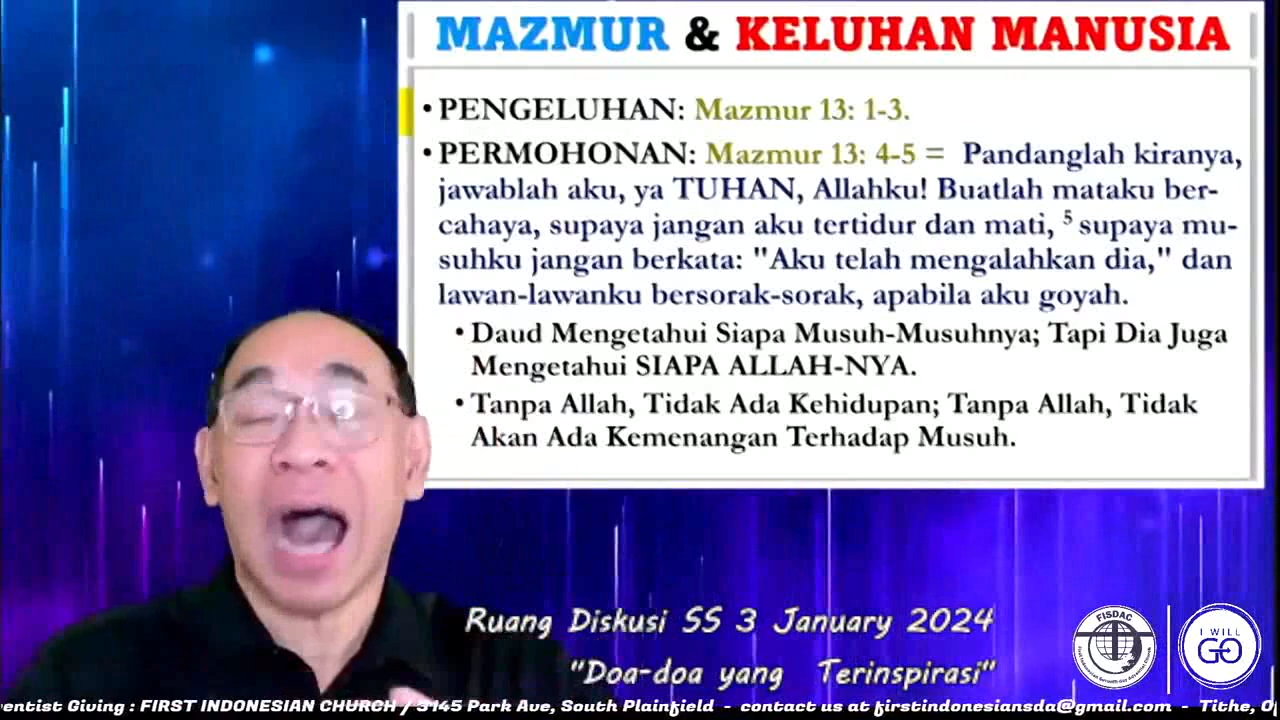 MAZMUR & KELUHAN MANUSIA
• PENGELUHAN: Mazmur 13: 1-3.
• PERMOHONAN: Mazmur 13: 4-5 = Pandanglah kiranya,
jawablah aku, ya TUHAN, Allahku! Buatlah mataku ber-
cahaya, supaya jangan aku tertidur dan mati, ⁵ supaya mu-
suhku jangan berkata: "Aku telah mengalahkan dia," dan
lawan-lawanku bersorak-sorak, apabila aku goyah.
• Daud Mengetahui Siapa Musuh-Musuhnya; Tapi Dia Juga
Mengetahui SIAPA ALLAH-NYA.
• Tanpa Allah, Tidak Ada Kehidupan; Tanpa Allah, Tidak
Akan Ada Kemenangan Terhadap Musuh.
Ruang Diskusi SS 3 January 2024
"Doa-doa yang Terinspirasi"
FISDAC
I WILL
GO
entist Giving : FIRST INDONESIAN CHURCH / 3145 Park Ave, South Plainfield - contact us at firstindonesiansda@gmail.com - Tithe, O